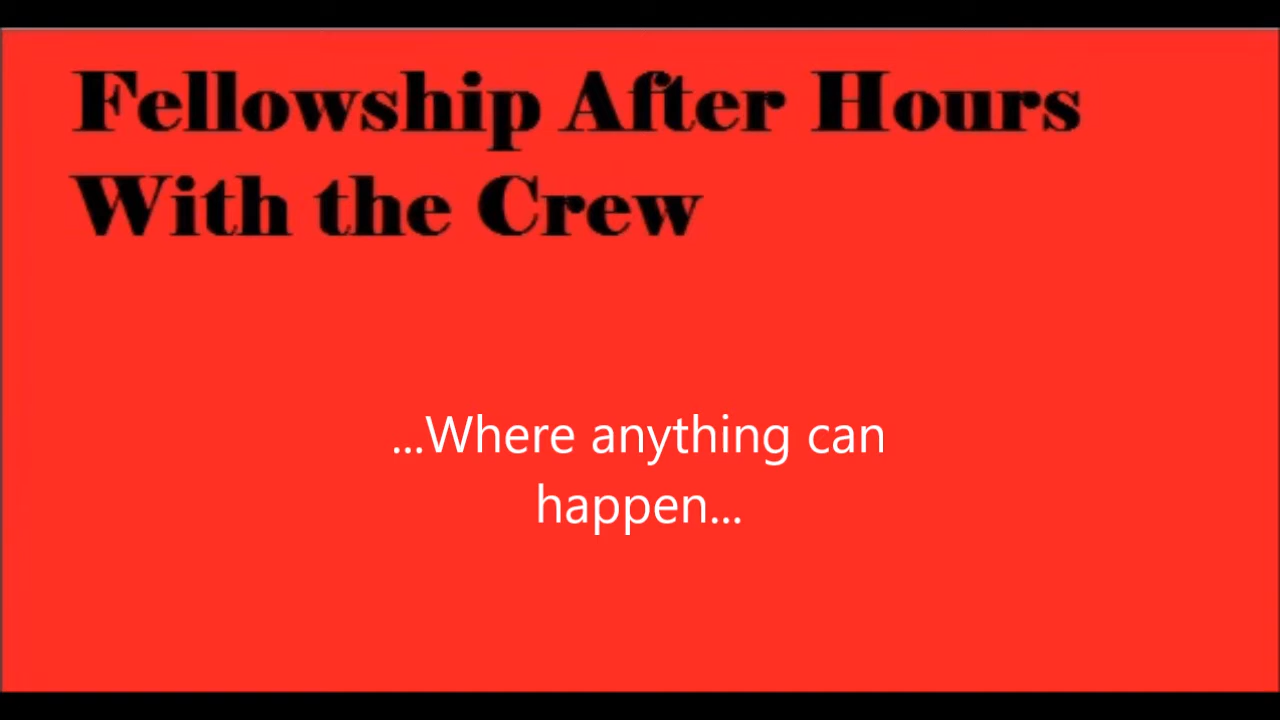 Fellowship After Hours
With the Crew
...Where anything can
happen...